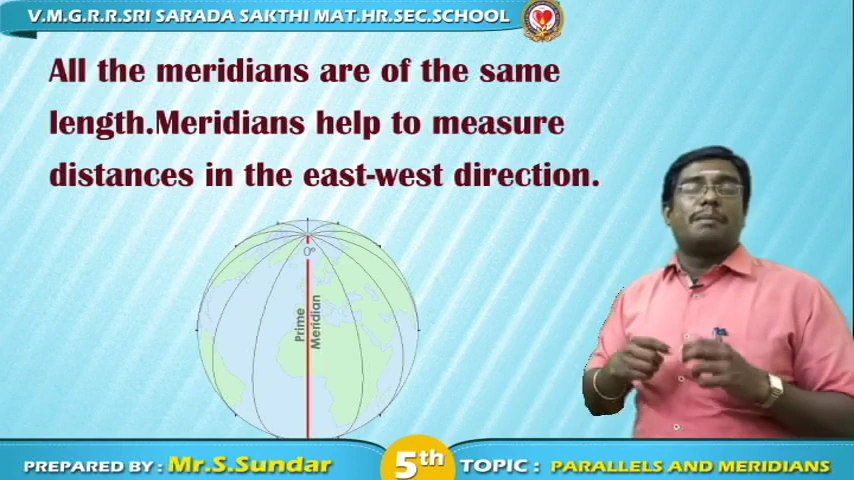 V.M.G.R.R.SRI SARADA SAKTHI MAT.HR.SEC.SCHOOL
All the meridians are of the same
length.Meridians help to measure
distances in the east-west direction.
0°
Prime
Meridian
PREPARED BY : Mr.S.Sundar
5th
TOPIC : PARALLELS AND MERIDIANS